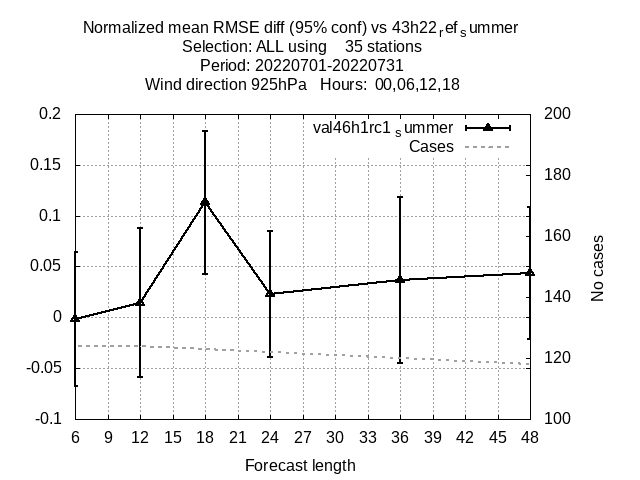 Normalized mean RMSE diff (95% conf) vs 43h22_ref_summer
Selection: ALL using 35 stations
Period: 20220701-20220731
Wind direction 925hPa Hours: 00,06,12,18
val46h1rc1_summer
Cases
0.2
0.15
0.1
0.05
0
-0.05
-0.1
200
180
160
140
120
100
No cases
6 9 12 15 18 21 24 27 30 33 36 39 42 45 48
Forecast length